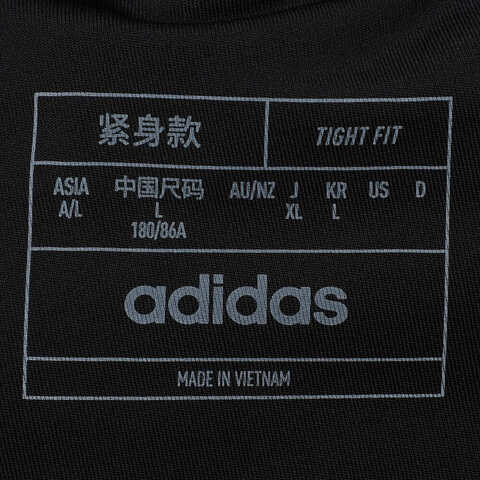 紧身款 TIGHT FIT
ASIA 中国尺码 AU/NZ J KR US D
A/L L XL L
180/86A
adidas
MADE IN VIETNAM